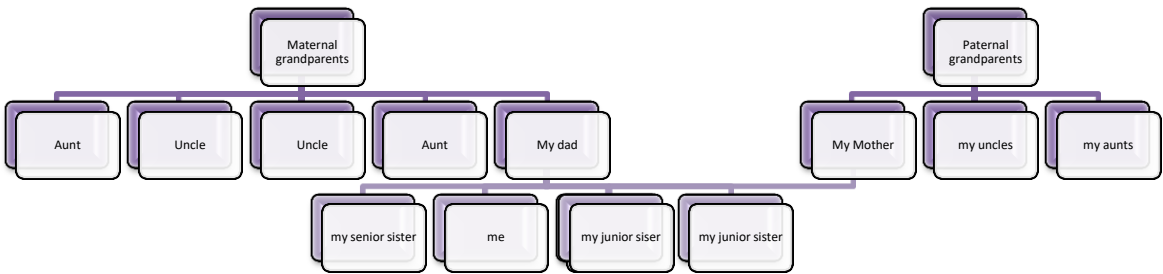 Maternal
grandparents
Paternal
grandparents
Aunt
Uncle
Uncle
Aunt
My dad
My Mother
my uncles
my aunts
my senior sister
me
my junior siser
my junior sister